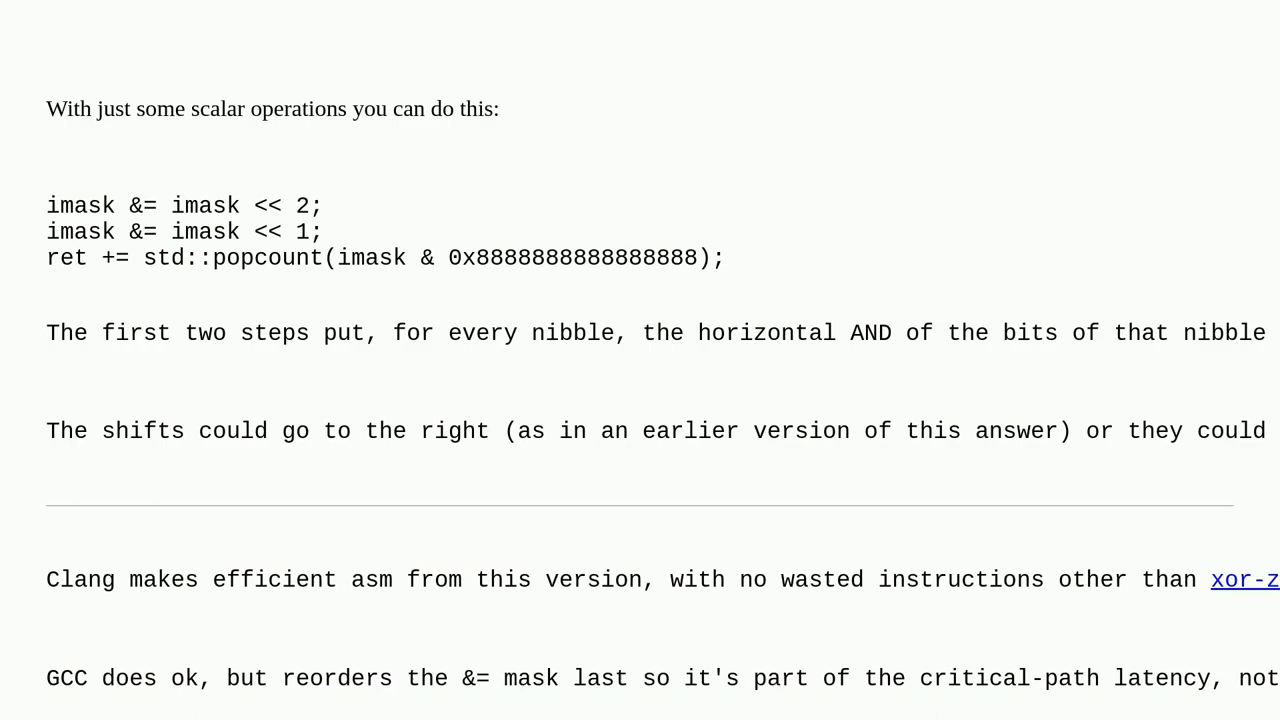 With just some scalar operations you can do this:
imask &= imask << 2;
imask &= imask << 1;
ret += std::popcount(imask & 0x8888888888888888);
The first two steps put, for every nibble, the horizontal AND of the bits of that nibble
The shifts could go to the right (as in an earlier version of this answer) or they could
Clang makes efficient asm from this version, with no wasted instructions other than xor-z
GCC does ok, but reorders the &= mask last so it's part of the critical-path latency, not